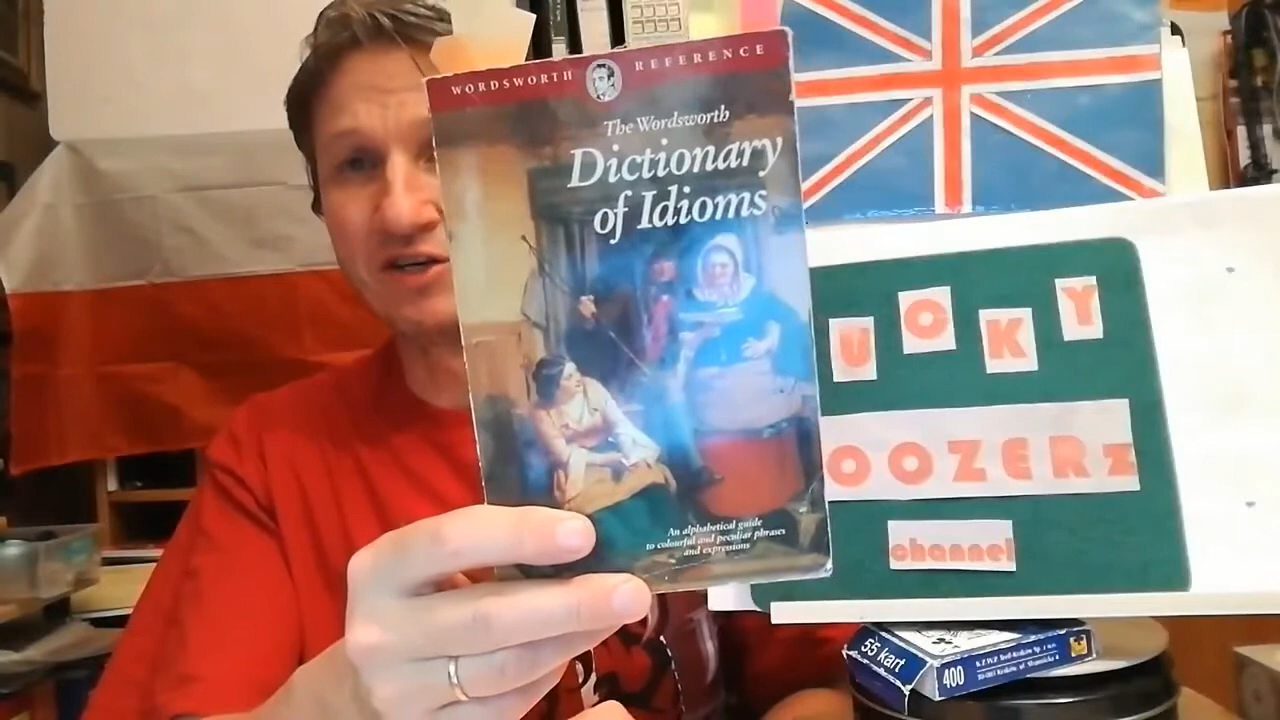 WORDSWORTH REFERENCE
The Wordsworth
Dictionary
of Idioms
An alphabetical guide
to colourful and peculiar phrases
and expressions
UCKY
OOZERz
channel
55 kart
400